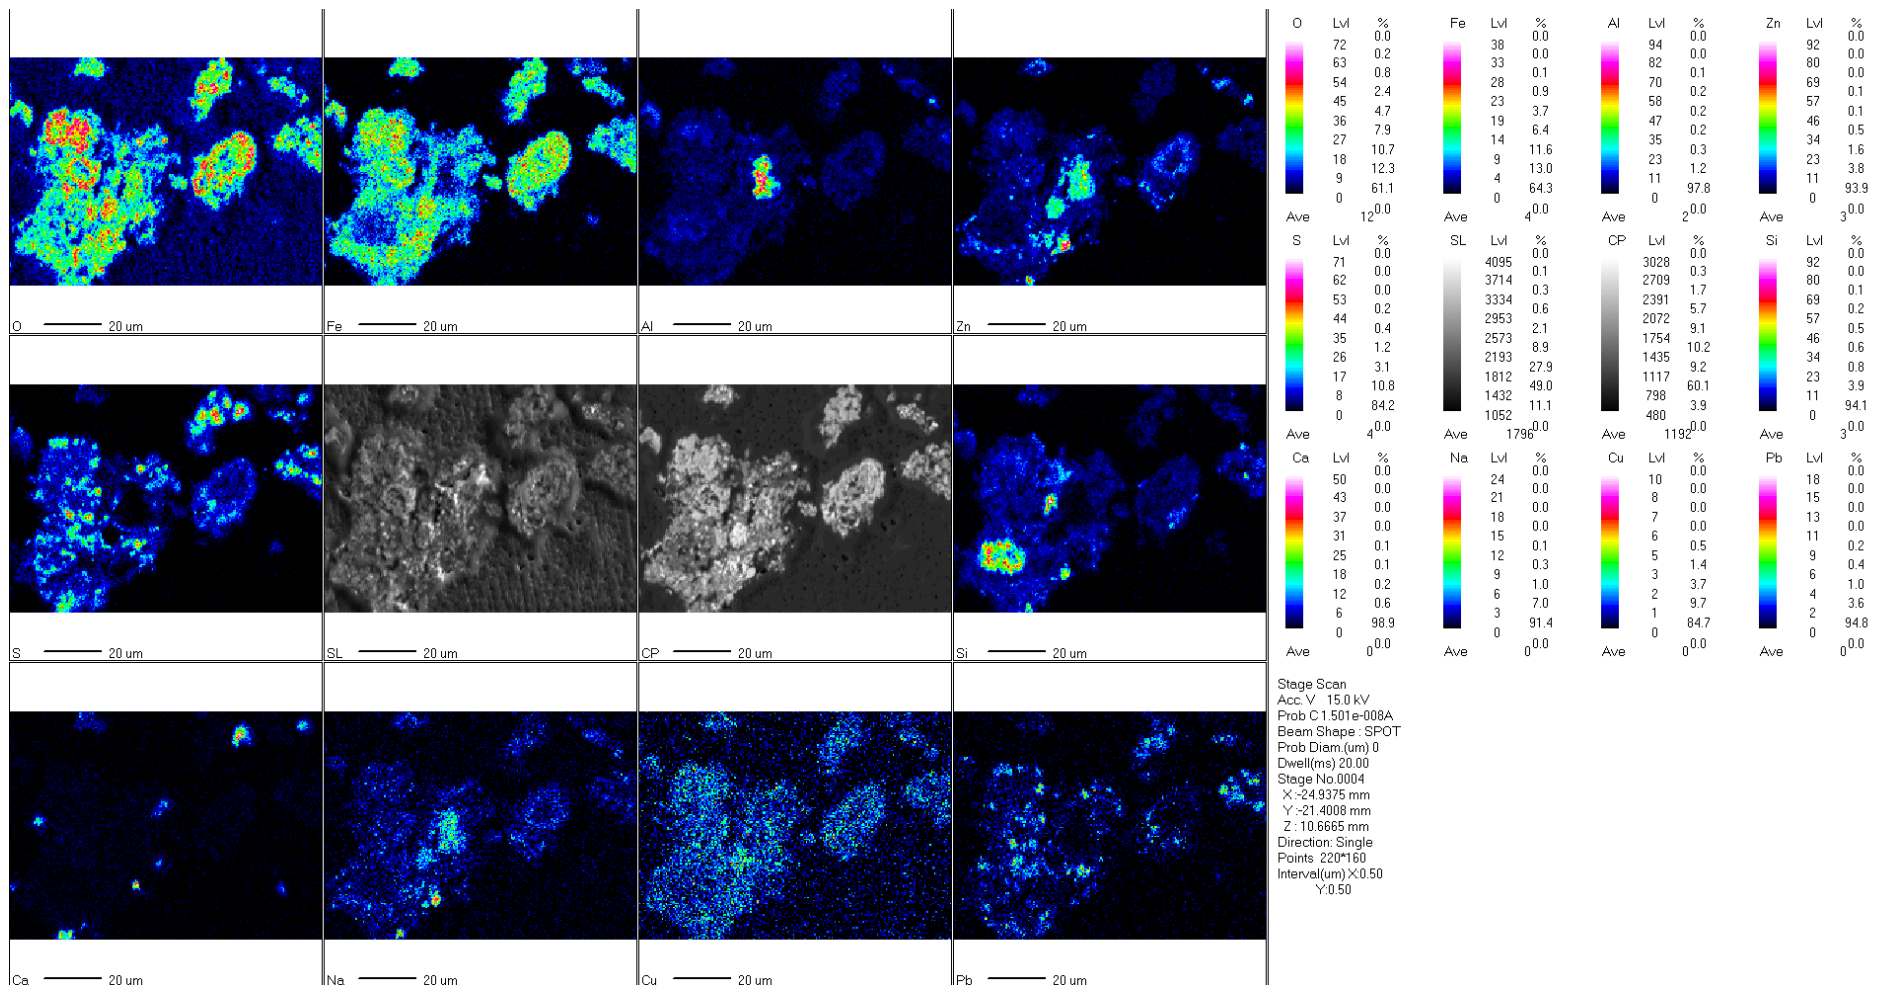 O 20 um
Fe 20 um
Al 20 um
Zn 20 um
S 20 um
SL 20 um
CP 20 um
Si 20 um
Ca 20 um
Na 20 um
Cu 20 um
Pb 20 um
O Lvl % Fe Lvl % Al Lvl % Zn Lvl %
0.0 0.0 0.0 0.0
72 38 94 92
0.2 0.0 0.0 0.0
63 33 82 80
0.8 0.1 0.1 0.0
54 28 70 69
2.4 0.9 0.2 0.1
45 23 58 57
4.7 3.7 0.2 0.1
36 19 47 46
7.9 6.4 0.2 0.5
27 14 35 34
10.7 11.6 0.3 1.6
18 9 23 23
12.3 13.0 1.2 3.8
9 4 11 11
61.1 64.3 97.8 93.9
0 0 0 0
0.0 0.0 0.0 0.0
Ave 12 Ave 4 Ave 2 Ave 3
S Lvl % SL Lvl % CP Lvl % Si Lvl %
0.0 0.0 0.0 0.0
71 4095 3028 92
0.0 0.1 0.3 0.0
62 3714 2709 80
0.0 0.3 1.7 0.1
53 3334 2391 69
0.2 0.6 5.7 0.2
44 2953 2072 57
0.4 2.1 9.1 0.5
35 2573 1754 46
1.2 8.9 10.2 0.6
26 2193 1435 34
3.1 27.9 9.2 0.8
17 1812 1117 23
10.8 49.0 60.1 3.9
8 1432 798 11
84.2 11.1 3.9 94.1
0 1052 480 0
0.0 0.0 0.0 0.0
Ave 4 Ave 1796 Ave 1192 Ave 3
Ca Lvl % Na Lvl % Cu Lvl % Pb Lvl %
0.0 0.0 0.0 0.0
50 24 10 18
0.0 0.0 0.0 0.0
43 21 8 15
0.0 0.0 0.0 0.0
37 18 7 13
0.0 0.0 0.0 0.0
31 15 6 11
0.1 0.1 0.5 0.2
25 12 5 9
0.1 0.3 1.4 0.4
18 9 3 6
0.2 1.0 3.7 1.0
12 6 2 4
0.6 7.0 9.7 3.6
6 3 1 2
98.9 91.4 84.7 94.8
0 0 0 0
0.0 0.0 0.0 0.0
Ave 0 Ave 0 Ave 0 Ave 0
Stage Scan
Acc. V 15.0 kV
Prob C 1.501e-008A
Beam Shape : SPOT
Prob Diam.(um) 0
Dwell(ms) 20.00
Stage No.0004
X :-24.9375 mm
Y :-21.4008 mm
Z : 10.6665 mm
Direction: Single
Points 220*160
Interval(um) X:0.50
Y:0.50